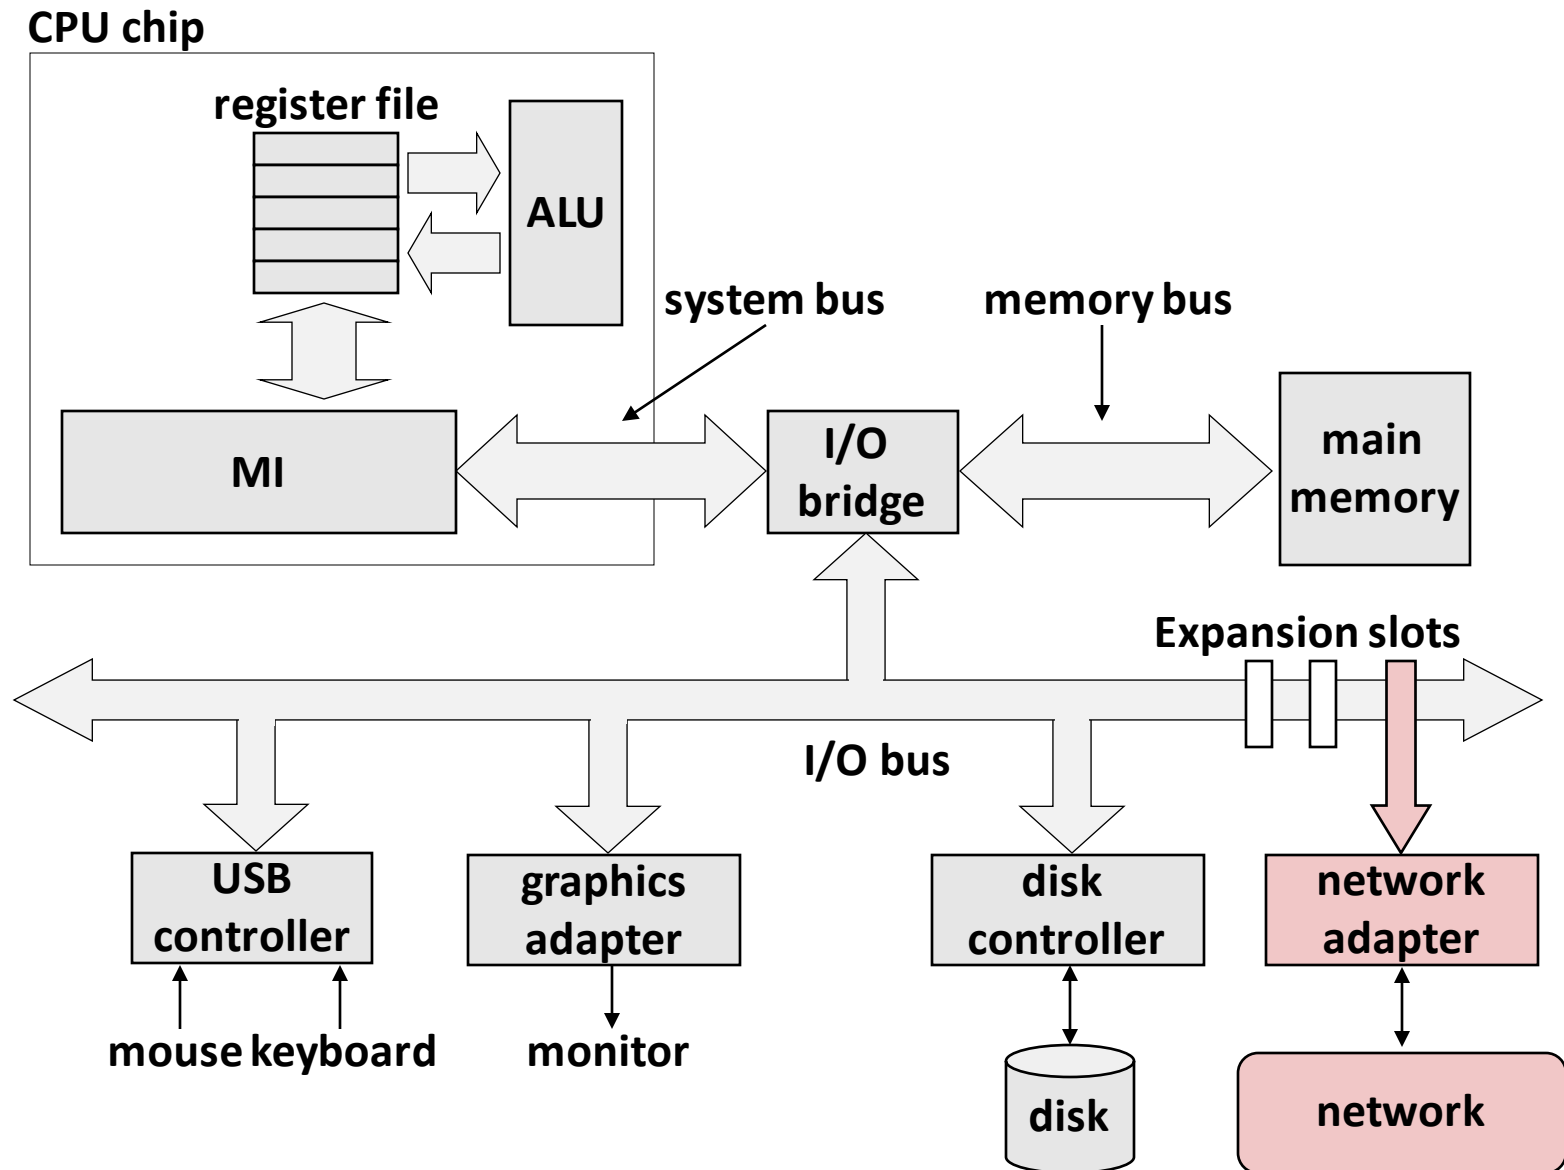 CPU chip
register file
ALU
system bus
memory bus
MI
I/O
bridge
main
memory
Expansion slots
I/O bus
USB
controller
graphics
adapter
disk
controller
network
adapter
mouse keyboard
monitor
disk
network